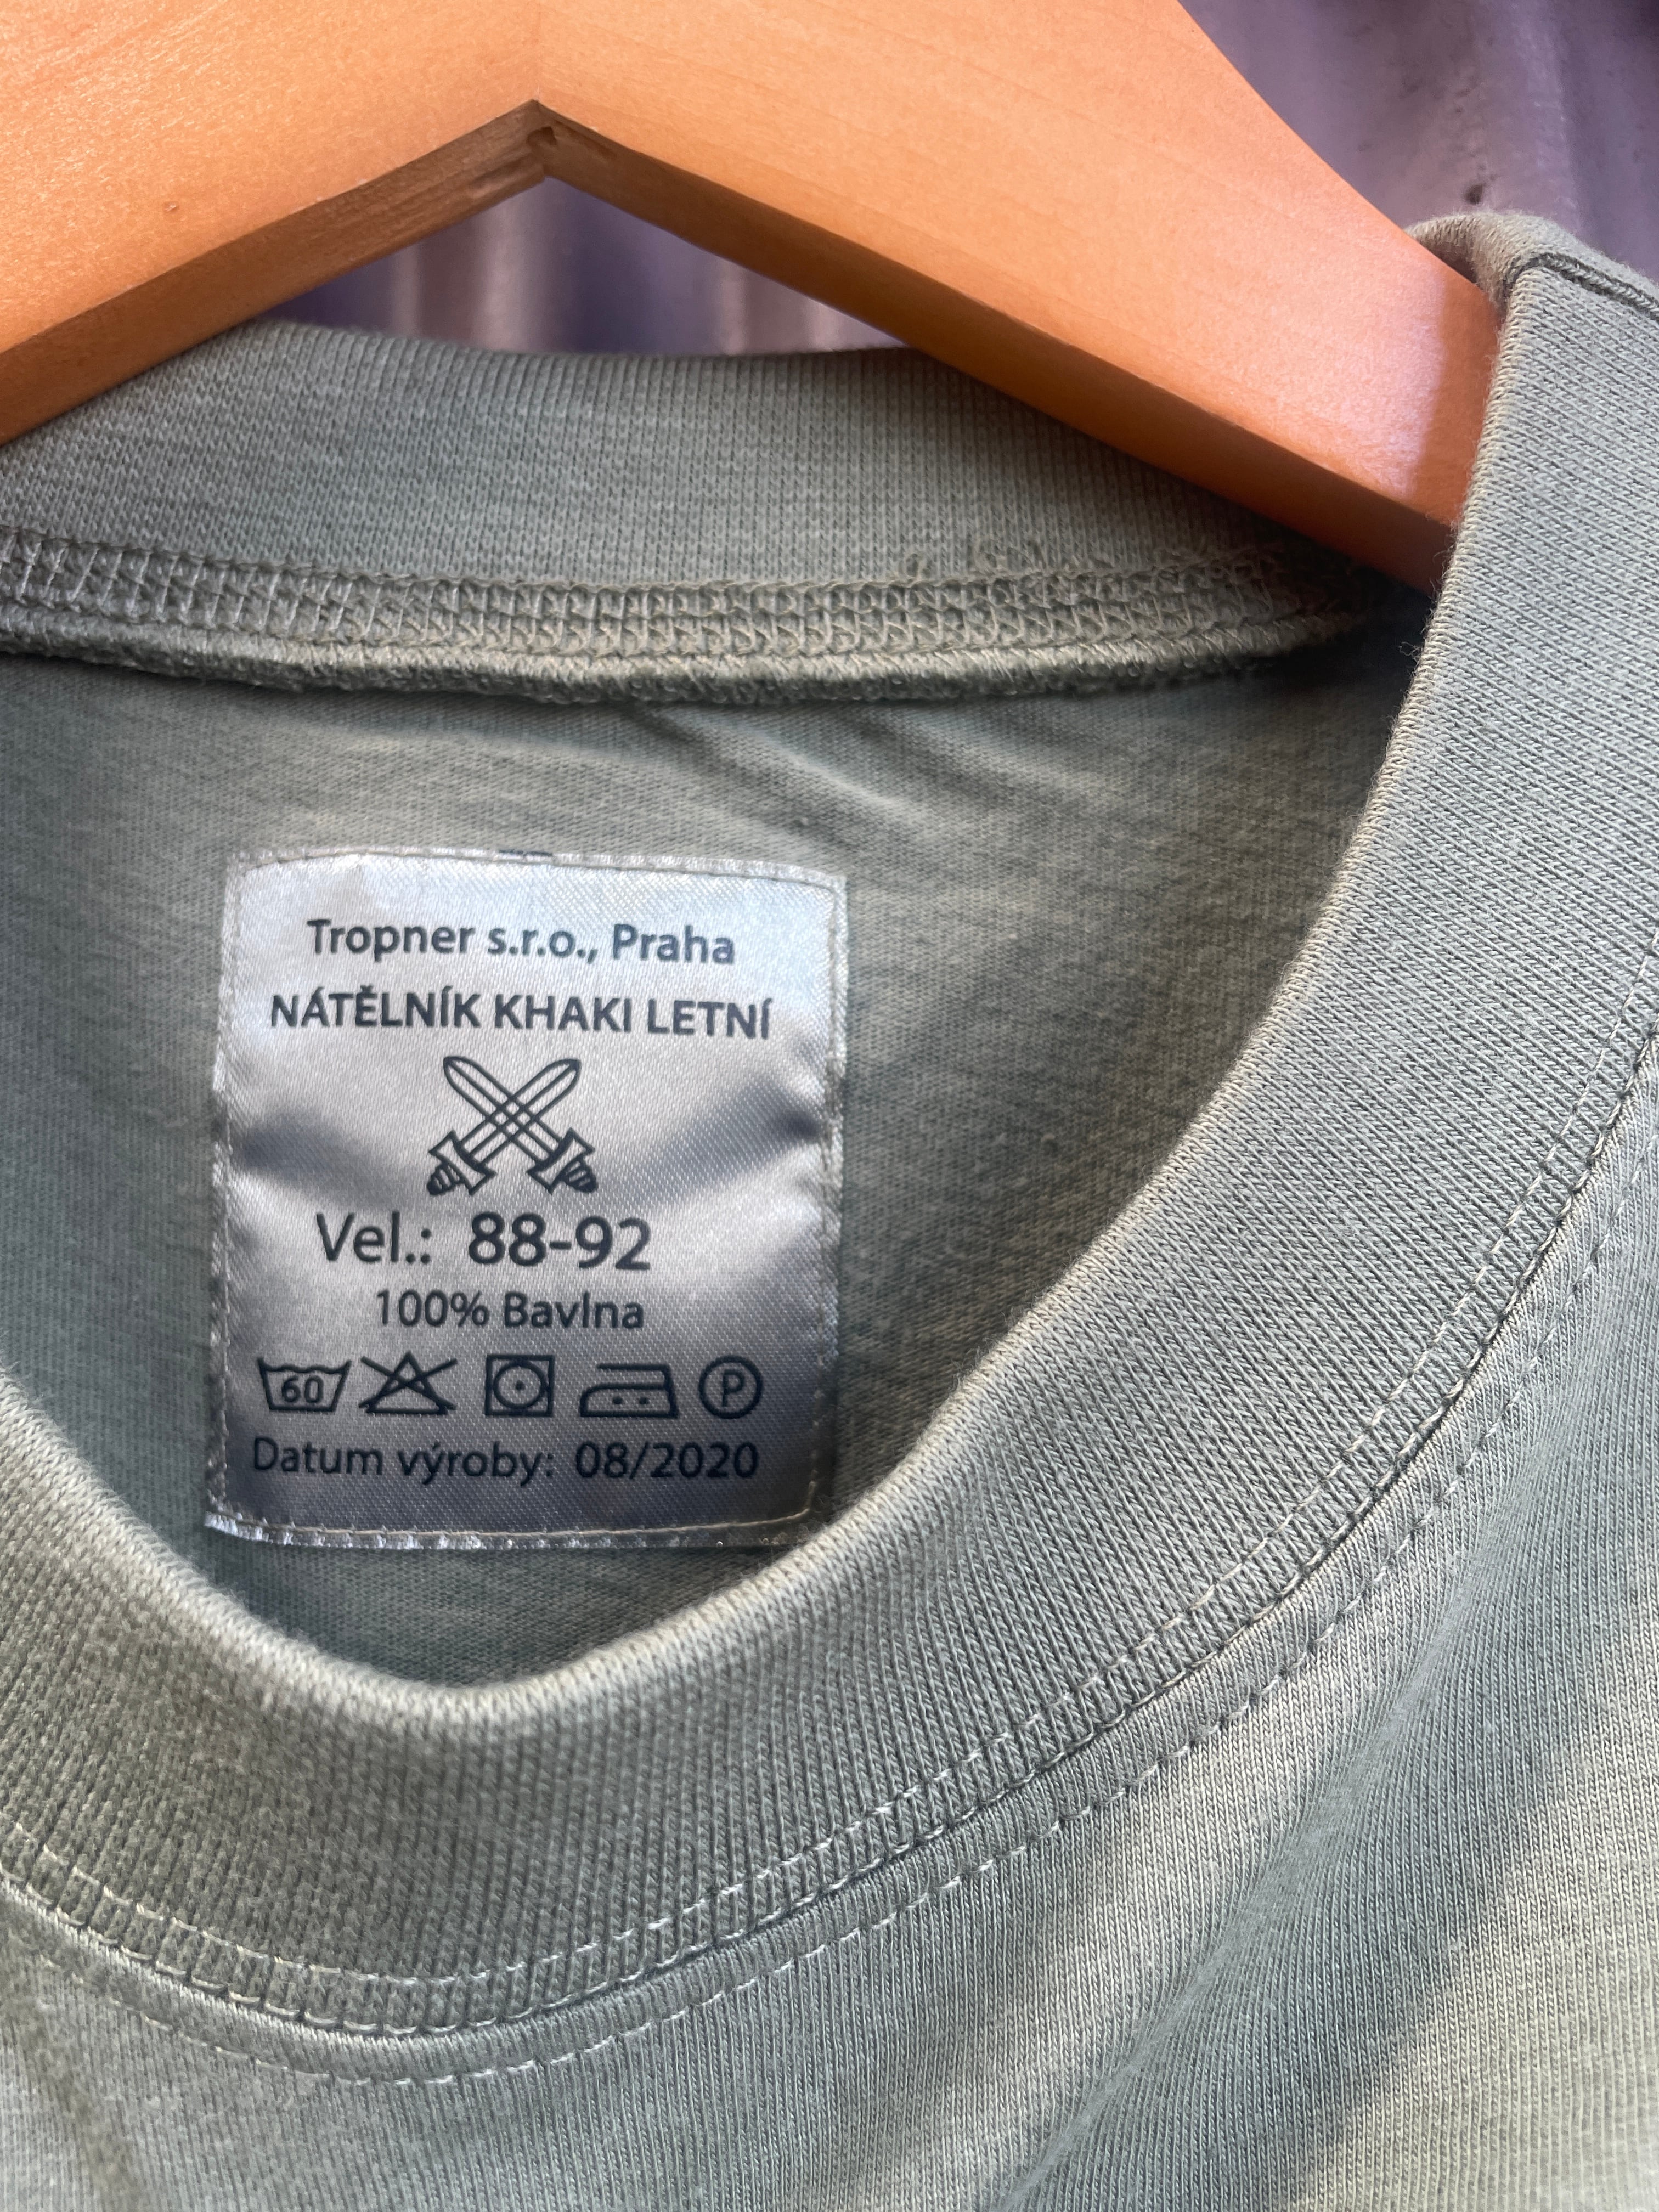 Tropner s.r.o., Praha
NÁTĚLNÍK KHAKI LETNÍ
Vel.: 88-92
100% Bavlna
60 P
Datum výroby: 08/2020